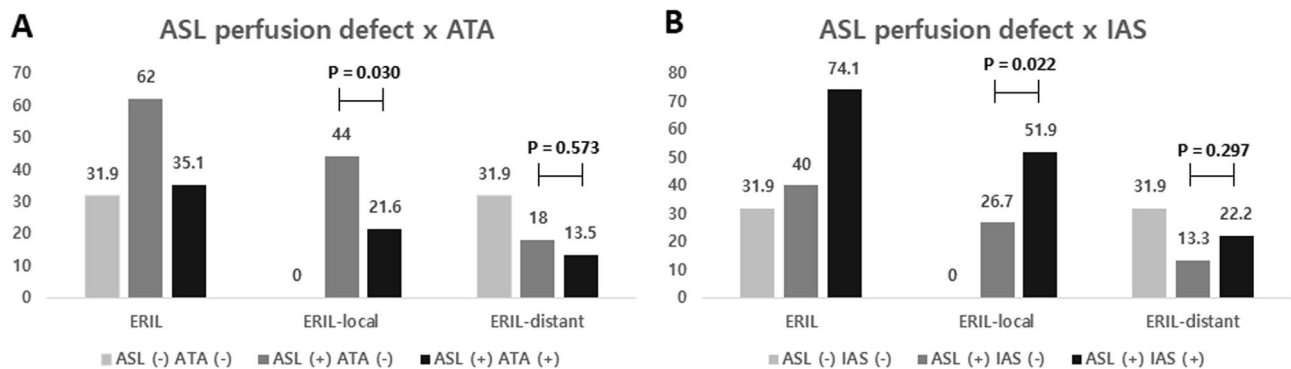 A
ASL perfusion defect x ATA
70
60
50
40
30
20
10
0
31.9
62
35.1
0
44
21.6
P = 0.030
31.9
18
13.5
P = 0.573
ERIL
ERIL-local
ERIL-distant
ASL (-) ATA (-)
ASL (+) ATA (-)
ASL (+) ATA (+)
B
ASL perfusion defect x IAS
80
70
60
50
40
30
20
10
0
31.9
40
74.1
0
26.7
51.9
P = 0.022
31.9
13.3
22.2
P = 0.297
ERIL
ERIL-local
ERIL-distant
ASL (-) IAS (-)
ASL (+) IAS (-)
ASL (+) IAS (+)